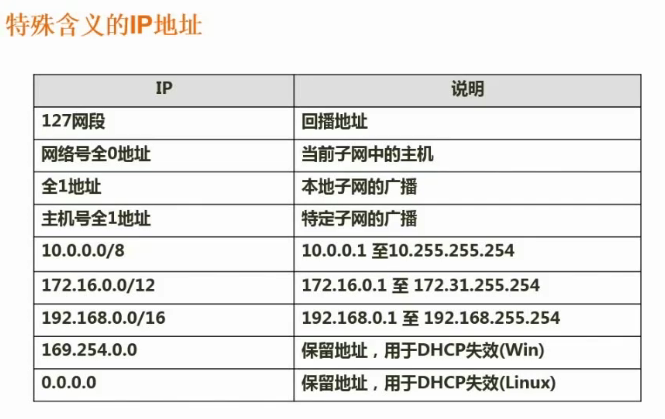 特殊含义的IP地址
IP 说明
127网段 回播地址
网络号全0地址 当前子网中的主机
全1地址 本地子网的广播
主机号全1地址 特定子网的广播
10.0.0.0/8 10.0.0.1 至10.255.255.254
172.16.0.0/12 172.16.0.1 至 172.31.255.254
192.168.0.0/16 192.168.0.1 至 192.168.255.254
169.254.0.0 保留地址，用于DHCP失效(Win)
0.0.0.0 保留地址，用于DHCP失效(Linux)